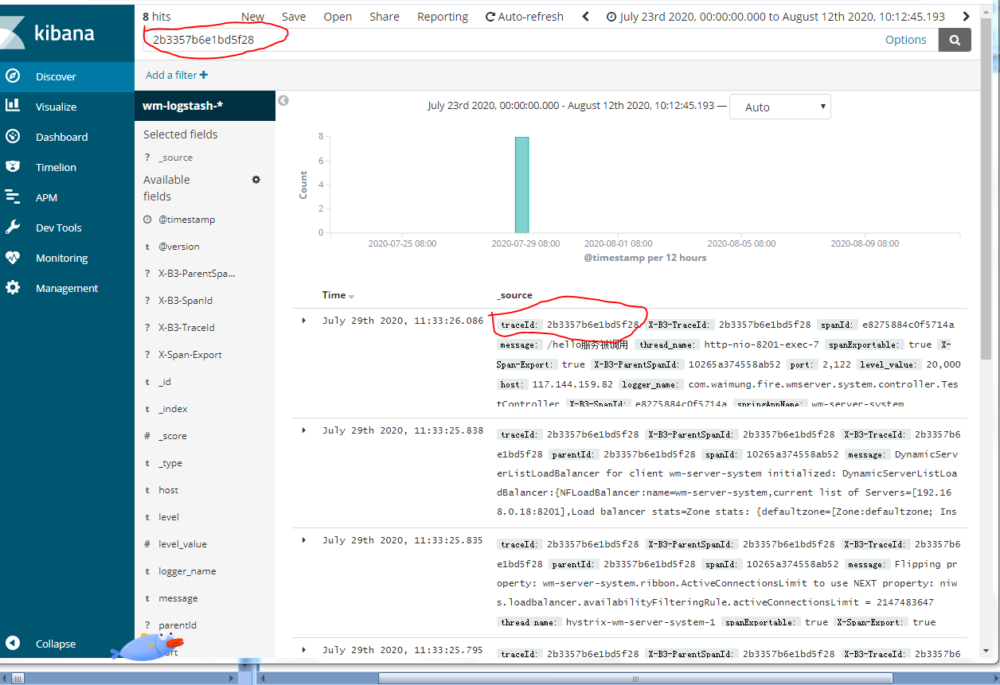 8 hits
New Save Open Share Reporting Auto-refresh July 23rd 2020, 00:00:00.000 to August 12th 2020, 10:12:45.193
kibana
2b3357b6e1bd5f28
Options
Add a filter
Discover
Visualize
Dashboard
Timelion
APM
Dev Tools
Monitoring
Management
Collapse
wm-logstash-*
Selected fields
? _source
Available
fields
@timestamp
t @version
? X-B3-ParentSpa...
? X-B3-SpanId
? X-B3-TraceId
? X-Span-Export
t _id
t _index
# _score
t _type
t host
t level
# level_value
t logger_name
t message
? parentId
July 23rd 2020, 00:00:00.000 - August 12th 2020, 10:12:45.193 —
Auto
Count
8
6
4
2
0
2020-07-25 08:00 2020-07-29 08:00 2020-08-01 08:00 2020-08-05 08:00 2020-08-09 08:00
@timestamp per 12 hours
Time _source
July 29th 2020, 11:33:26.086
traceId: 2b3357b6e1bd5f28 X-B3-TraceId: 2b3357b6e1bd5f28 spanId: e8275884c0f5714a
message: /hello服务被调用 thread_name: http-nio-8201-exec-7 spanExportable: true X-
Span-Export: true X-B3-ParentSpanId: 10265a374558ab52 port: 2,122 level_value: 20,000
host: 117.144.159.82 logger_name: com.waimung.fire.wmserver.system.controller.Tes
tController X-B3-SpanId: e8275884c0f5714a springAppName: wm-server-system
July 29th 2020, 11:33:25.838
traceId: 2b3357b6e1bd5f28 X-B3-ParentSpanId: 2b3357b6e1bd5f28 X-B3-TraceId: 2b3357b6
e1bd5f28 parentId: 2b3357b6e1bd5f28 spanId: 10265a374558ab52 message: DynamicServ
erListLoadBalancer for client wm-server-system initialized: DynamicServerListLoa
dBalancer:{NFLoadBalancer:name=wm-server-system,current list of Servers=[192.16
8.0.18:8201],Load balancer stats=Zone stats: {defaultzone=[Zone:defaultzone; Ins
July 29th 2020, 11:33:25.835
traceId: 2b3357b6e1bd5f28 X-B3-ParentSpanId: 2b3357b6e1bd5f28 X-B3-TraceId: 2b3357b6
e1bd5f28 parentId: 2b3357b6e1bd5f28 spanId: 10265a374558ab52 message: Flipping pr
operty: wm-server-system.ribbon.ActiveConnectionsLimit to use NEXT property: niw
s.loadbalancer.availabilityFilteringRule.activeConnectionsLimit = 2147483647
thread_name: hystrix-wm-server-system-1 spanExportable: true X-Span-Export: true
July 29th 2020, 11:33:25.795
traceId: 2b3357b6e1bd5f28 X-B3-ParentSpanId: 2b3357b6e1bd5f28 X-B3-TraceId: 2b3357b6